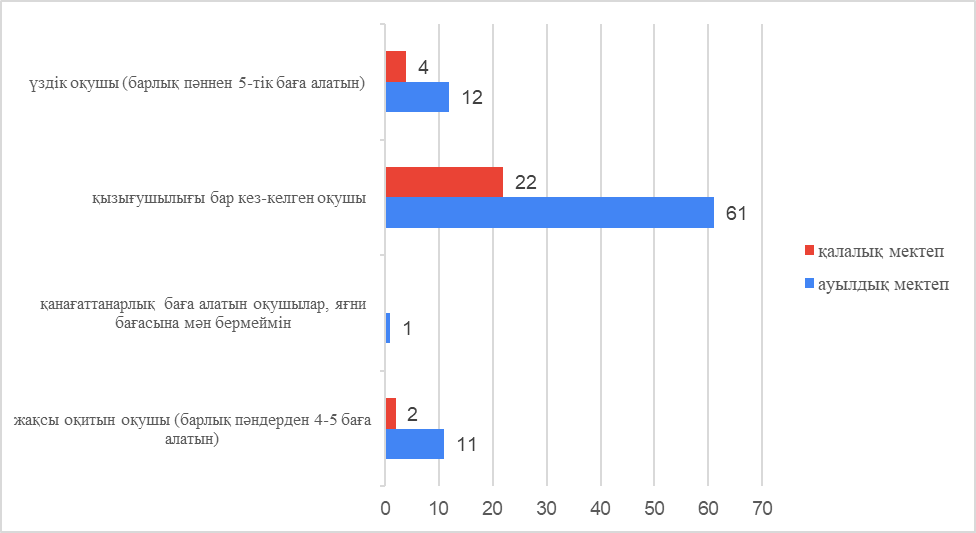 үздік оқушы (барлық пәннен 5-тік баға алатын)
4
12
қызығушылығы бар кез-келген оқушы
22
61
қанағаттанарлық баға алатын оқушылар, яғни
бағасына мән бермеймін
1
жақсы оқитын оқушы (барлық пәндерден 4-5 баға
алатын)
2
11
0 10 20 30 40 50 60 70
қалалық мектеп
ауылдық мектеп